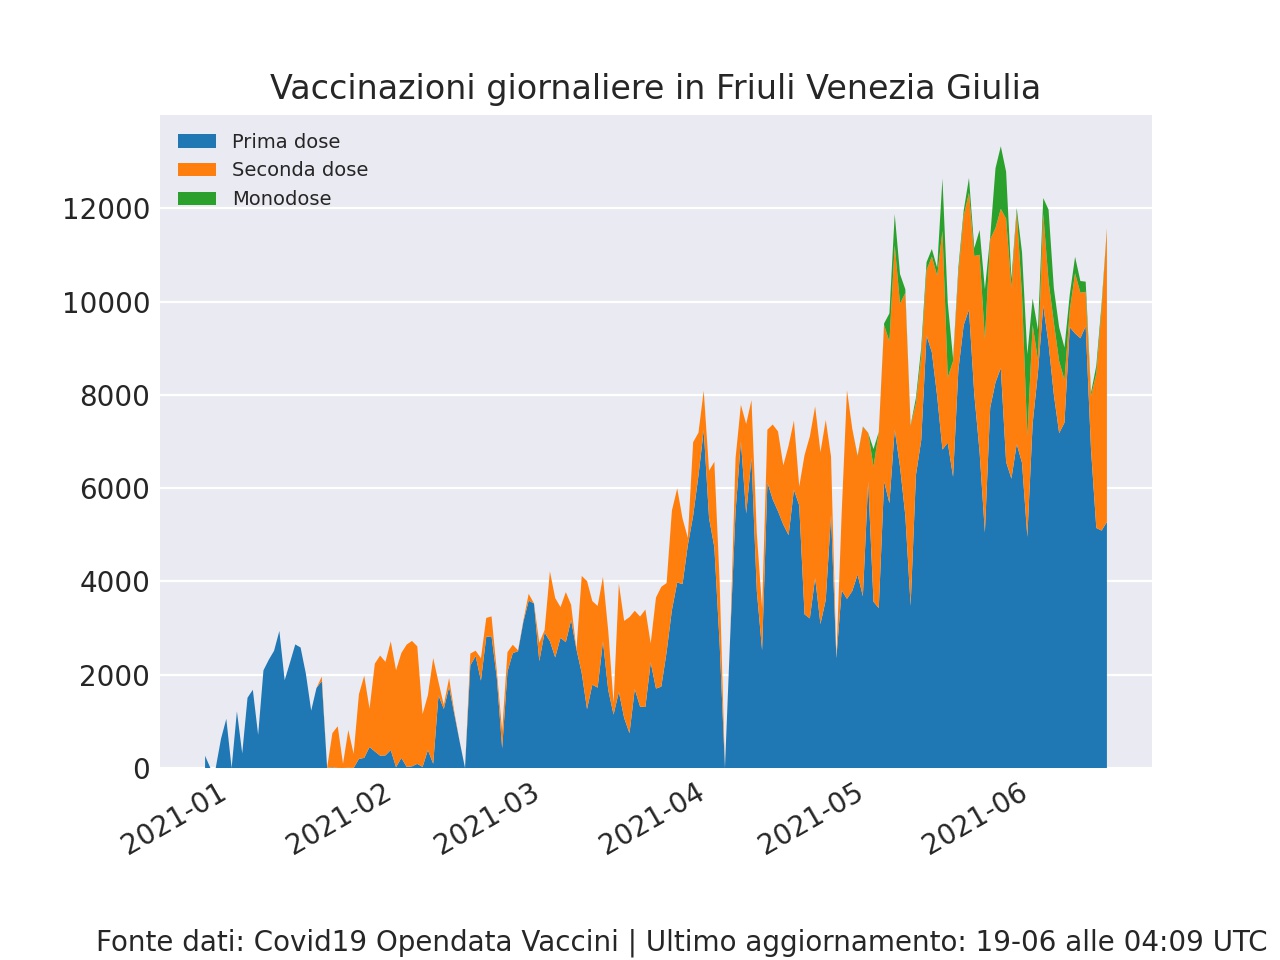 Vaccinazioni giornaliere in Friuli Venezia Giulia
Prima dose
Seconda dose
Monodose
12000
10000
8000
6000
4000
2000
0
2021-01
2021-02
2021-03
2021-04
2021-05
2021-06
Fonte dati: Covid19 Opendata Vaccini | Ultimo aggiornamento: 19-06 alle 04:09 UTC